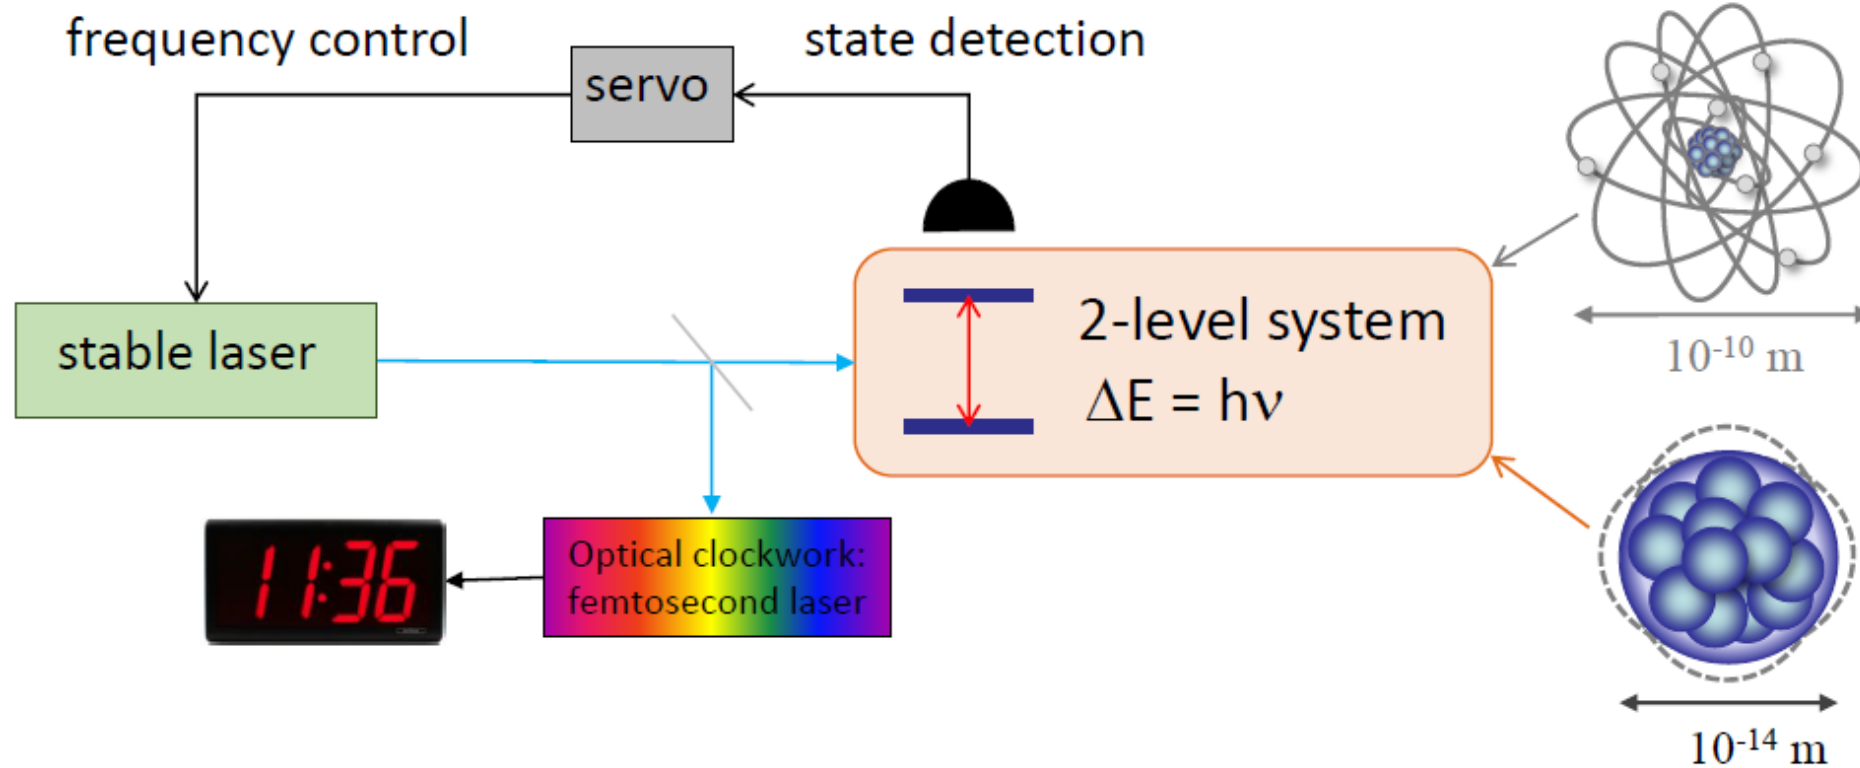 frequency control
state detection
servo
stable laser
2-level system
ΔE = hν
10⁻¹⁰ m
Optical clockwork:
femtosecond laser
11:36
10⁻¹⁴ m